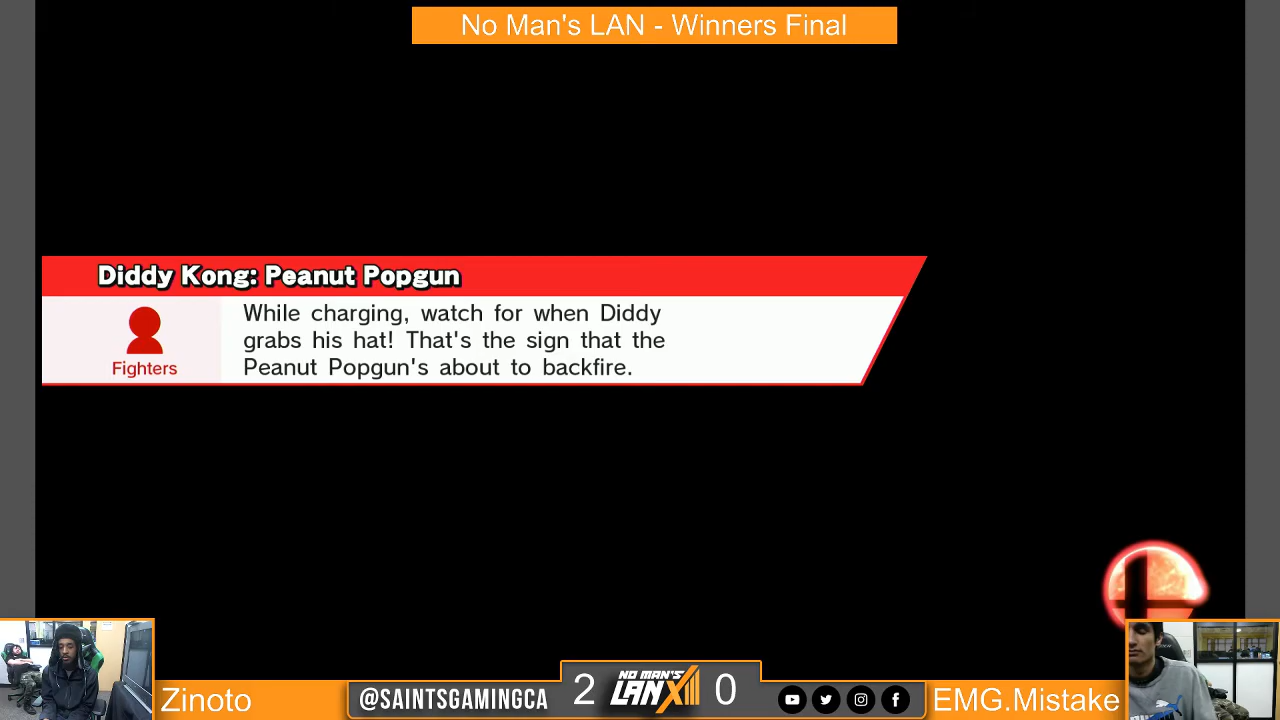 No Man's LAN - Winners Final
Diddy Kong: Peanut Popgun
Fighters
While charging, watch for when Diddy
grabs his hat! That's the sign that the
Peanut Popgun's about to backfire.
Zinoto
@SAINTSGAMINGCA
2
NO MAN'S
LAN XIII
0
EMG.Mistake